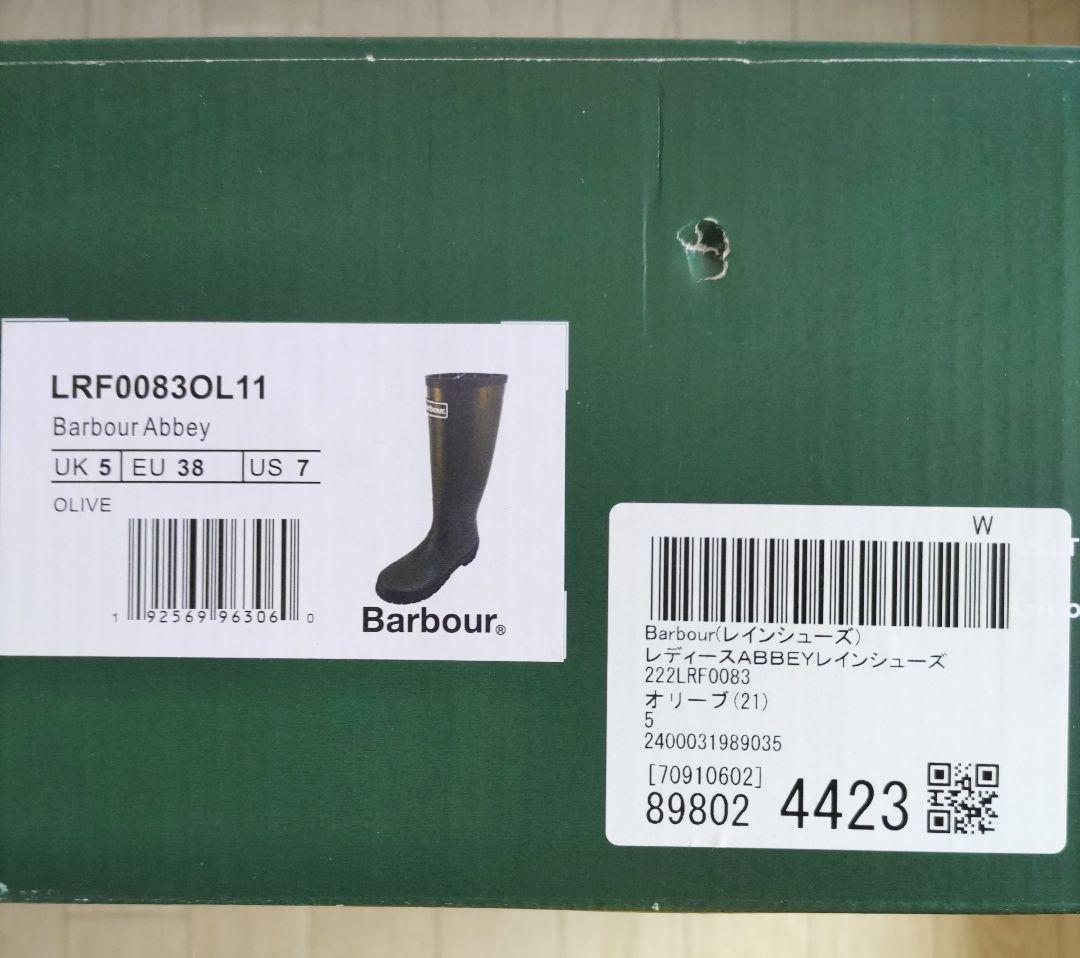 LRF0083OL11
Barbour Abbey
UK 5 EU 38 US 7
OLIVE
1 92569 96306 0
Barbour®
W
Barbour(レインシューズ)
レディースABBEYレインシューズ
222LRF0083
オリーブ(21)
5
2400031989035
[70910602]
89802 4423